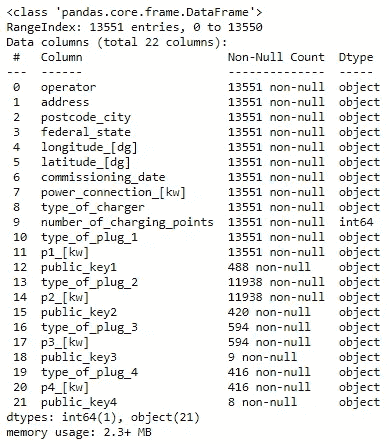 <class 'pandas.core.frame.DataFrame'>
RangeIndex: 13551 entries, 0 to 13550
Data columns (total 22 columns):
 #   Column                     Non-Null Count  Dtype
---  ------                     --------------  -----
 0   operator                   13551 non-null  object
 1   address                    13551 non-null  object
 2   postcode_city              13551 non-null  object
 3   federal_state              13551 non-null  object
 4   longitude_[dg]             13551 non-null  object
 5   latitude_[dg]              13551 non-null  object
 6   commissioning_date         13551 non-null  object
 7   power_connection_[kw]      13551 non-null  object
 8   type_of_charger            13551 non-null  object
 9   number_of_charging_points  13551 non-null  int64
 10  type_of_plug_1             13551 non-null  object
 11  p1_[kw]                    13551 non-null  object
 12  public_key1                488 non-null    object
 13  type_of_plug_2             11938 non-null  object
 14  p2_[kw]                    11938 non-null  object
 15  public_key2                420 non-null    object
 16  type_of_plug_3             594 non-null    object
 17  p3_[kw]                    594 non-null    object
 18  public_key3                9 non-null      object
 19  type_of_plug_4             416 non-null    object
 20  p4_[kw]                    416 non-null    object
 21  public_key4                8 non-null      object
dtypes: int64(1), object(21)
memory usage: 2.3+ MB